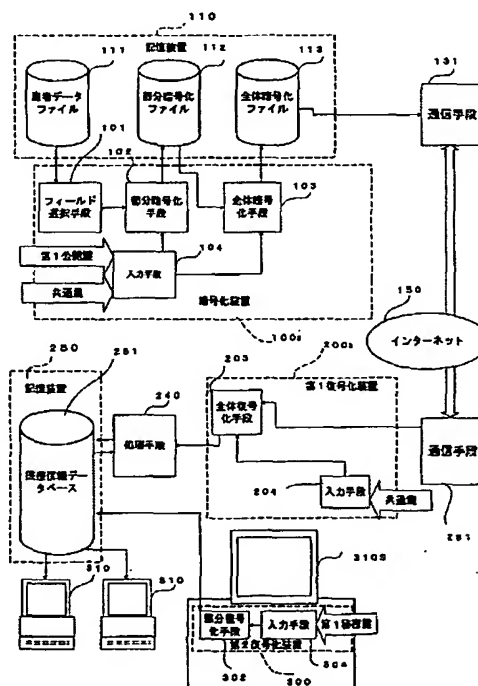 110
記憶装置
111
112
113
患者データ
ファイル
部分暗号化
ファイル
全体暗号化
ファイル
131
通信手段
101
102
103
フィールド
選択手段
部分暗号
化手段
全体暗号
化手段
第1公開鍵
共通鍵
入力手段
104
暗号化装置
100a
150
インターネット
250
251
記憶装置
240
処理手段
203
200a
第1復号化装置
全体復号
化手段
204
入力手段
共通鍵
通信手段
231
医療情報データ
ベース
310
310
310S
部分復号
化手段
入力手段
第1秘密鍵
第2復号化装置
302
300
304